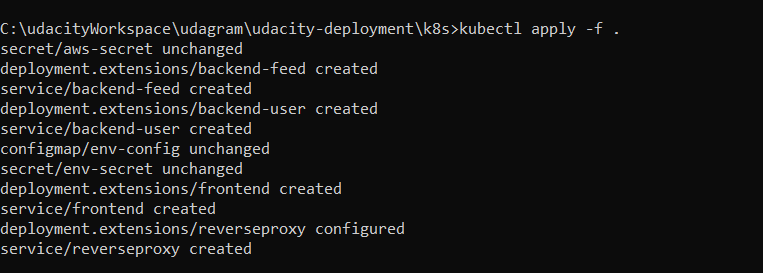 C:\udacityWorkspace\udagram\udacity-deployment\k8s>kubectl apply -f .
secret/aws-secret unchanged
deployment.extensions/backend-feed created
service/backend-feed created
deployment.extensions/backend-user created
service/backend-user created
configmap/env-config unchanged
secret/env-secret unchanged
deployment.extensions/frontend created
service/frontend created
deployment.extensions/reverseproxy configured
service/reverseproxy created